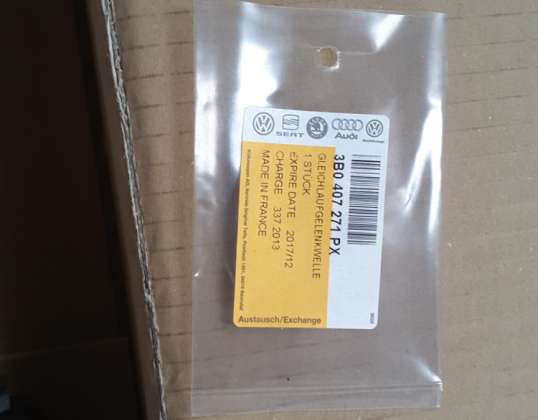 SEAT
Audi
3B0 407 271 PX
GLEICHLAUFGELENKWELLE
1 STÜCK
EXPIRE DATE 2017/12
CHARGE 337 2013
MADE IN FRANCE
Austausch/Exchange